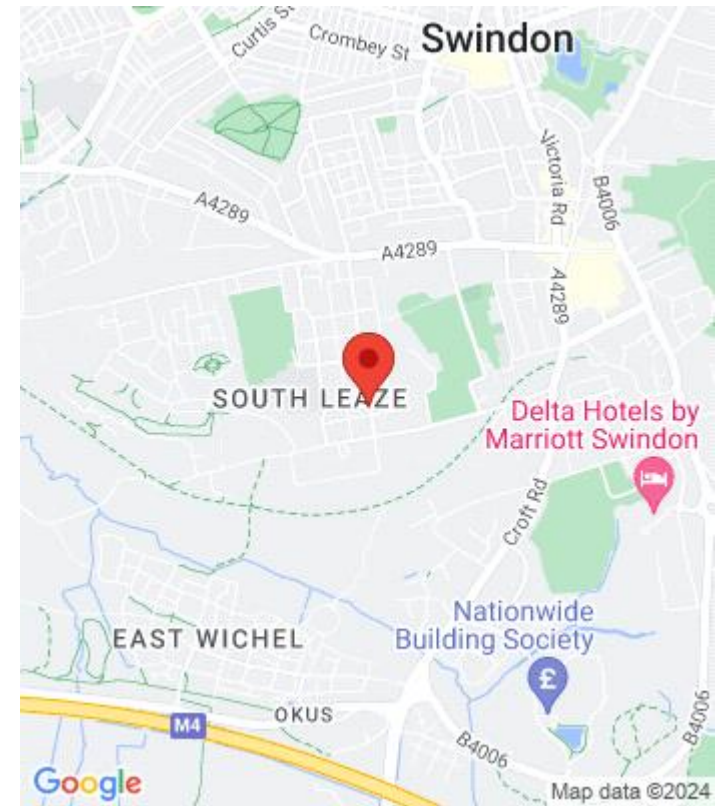 Swindon
Curtis St
Crombey St
Victoria Rd
B4006
A4289
A4289
A4289
SOUTH LEAZE
Delta Hotels by
Marriott Swindon
Croft Rd
Nationwide
Building Society
£
EAST WICHEL
OKUS
M4
B4006
B4006
Google
Map data ©2024